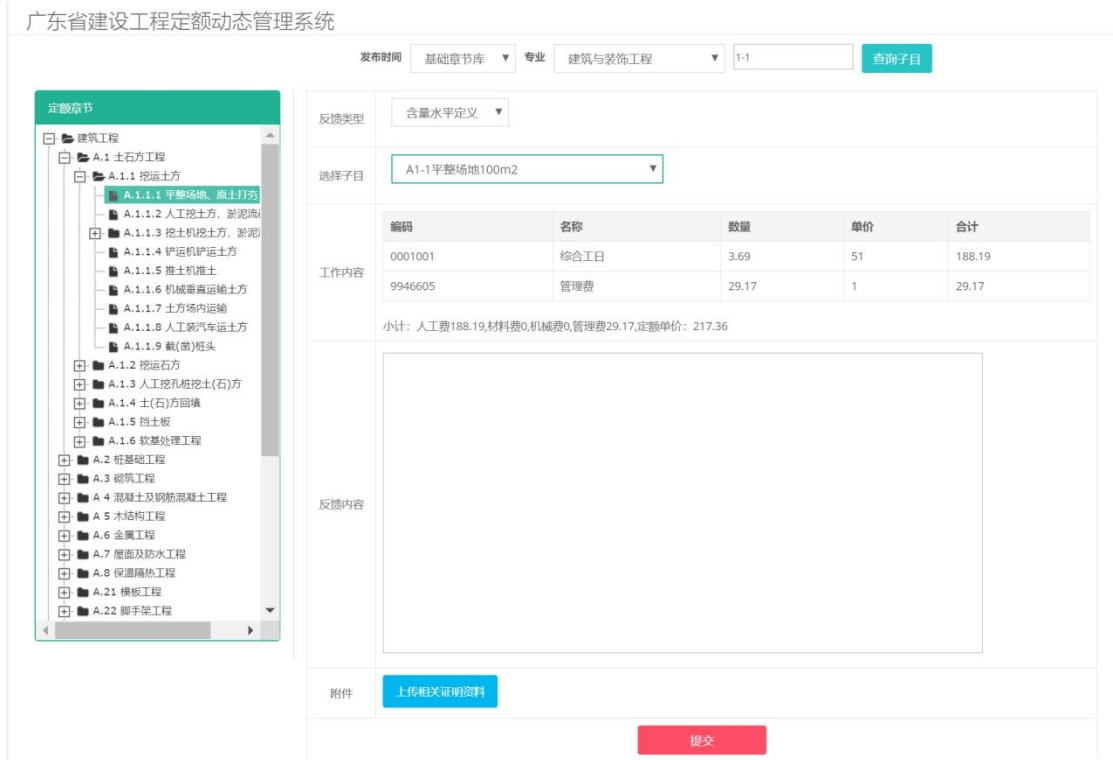 广东省建设工程定额动态管理系统
发布时间 基础章节库 专业 建筑与装饰工程 1-1 查询子目
定额章节
建筑工程
A.1 土石方工程
A.1.1 挖运土方
A.1.1.1 平整场地、原土打夯
A.1.1.2 人工挖土方、淤泥流
A.1.1.3 挖土机挖土方、淤泥
A.1.1.4 铲运机铲运土方
A.1.1.5 推土机推土
A.1.1.6 机械垂直运输土方
A.1.1.7 土方场内运输
A.1.1.8 人工装汽车运土方
A.1.1.9 截(凿)桩头
A.1.2 挖运石方
A.1.3 人工挖孔桩挖土(石)方
A.1.4 土(石)方回填
A.1.5 挡土板
A.1.6 软基处理工程
A.2 桩基础工程
A.3 砌筑工程
A 4 混凝土及钢筋混凝土工程
A 5 木结构工程
A.6 金属工程
A.7 屋面及防水工程
A.8 保温隔热工程
A.21 模板工程
A.22 脚手架工程
反馈类型 含量水平定义
选择子目 A1-1平整场地100m2
工作内容
编码 名称 数量 单价 合计
0001001 综合工日 3.69 51 188.19
9946605 管理费 29.17 1 29.17
小计：人工费188.19,材料费0,机械费0,管理费29.17,定额单价：217.36
反馈内容
附件 上传相关证明资料
提交